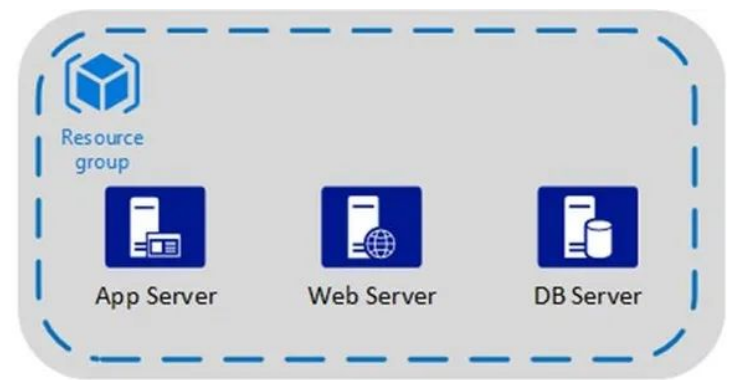 Resource
group
App Server
Web Server
DB Server